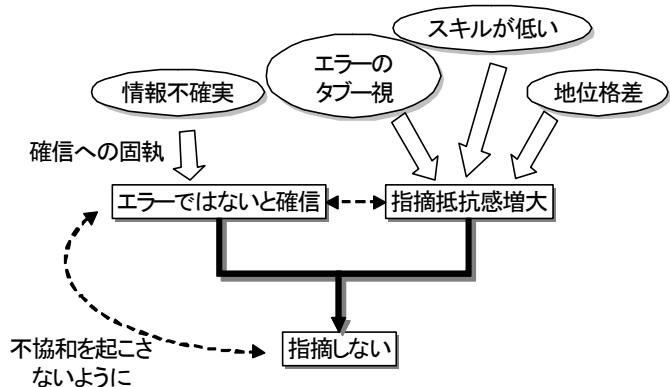 スキルが低い
エラーの
タブー視
情報不確実
地位格差
確信への固執
エラーではないと確信
指摘抵抗感増大
指摘しない
不協和を起こさ
ないように